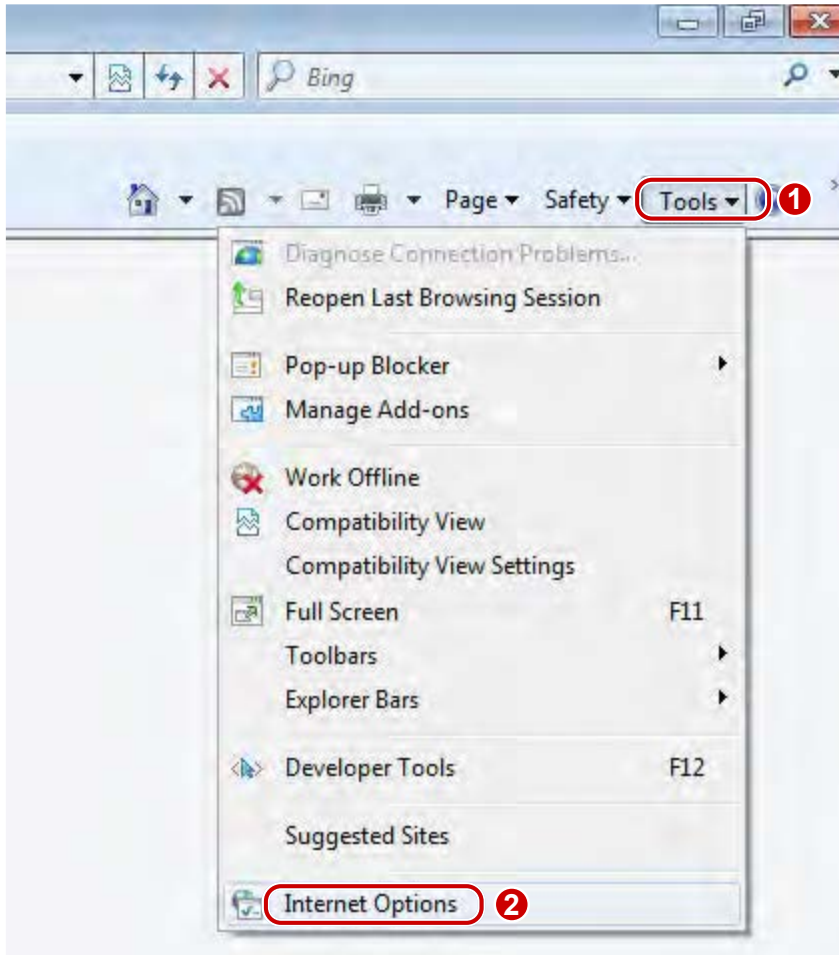 Bing
Page Safety Tools 1
Diagnose Connection Problems...
Reopen Last Browsing Session
Pop-up Blocker
Manage Add-ons
Work Offline
Compatibility View
Compatibility View Settings
Full Screen F11
Toolbars
Explorer Bars
Developer Tools F12
Suggested Sites
Internet Options 2